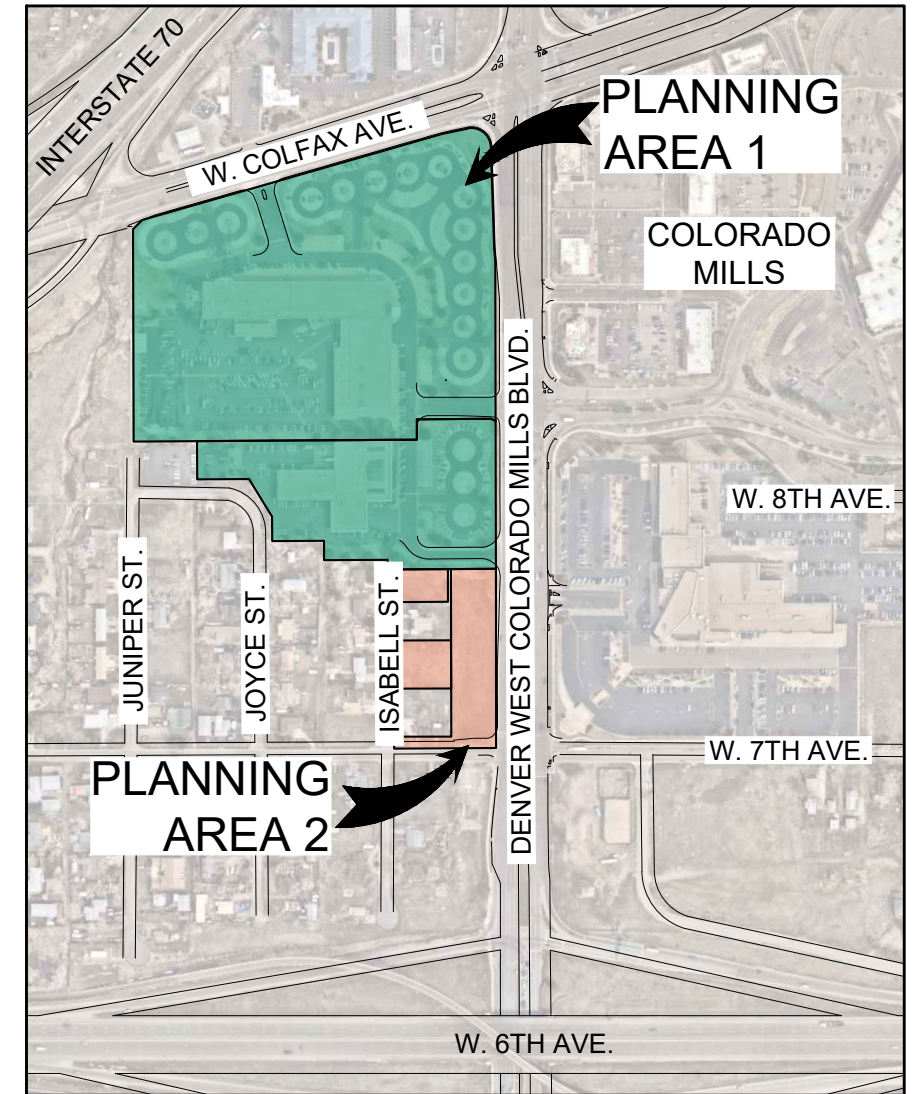 INTERSTATE 70
W. COLFAX AVE.
PLANNING
AREA 1
COLORADO
MILLS
DENVER WEST COLORADO MILLS BLVD.
W. 8TH AVE.
JUNIPER ST.
JOYCE ST.
ISABELL ST.
W. 7TH AVE.
PLANNING
AREA 2
W. 6TH AVE.